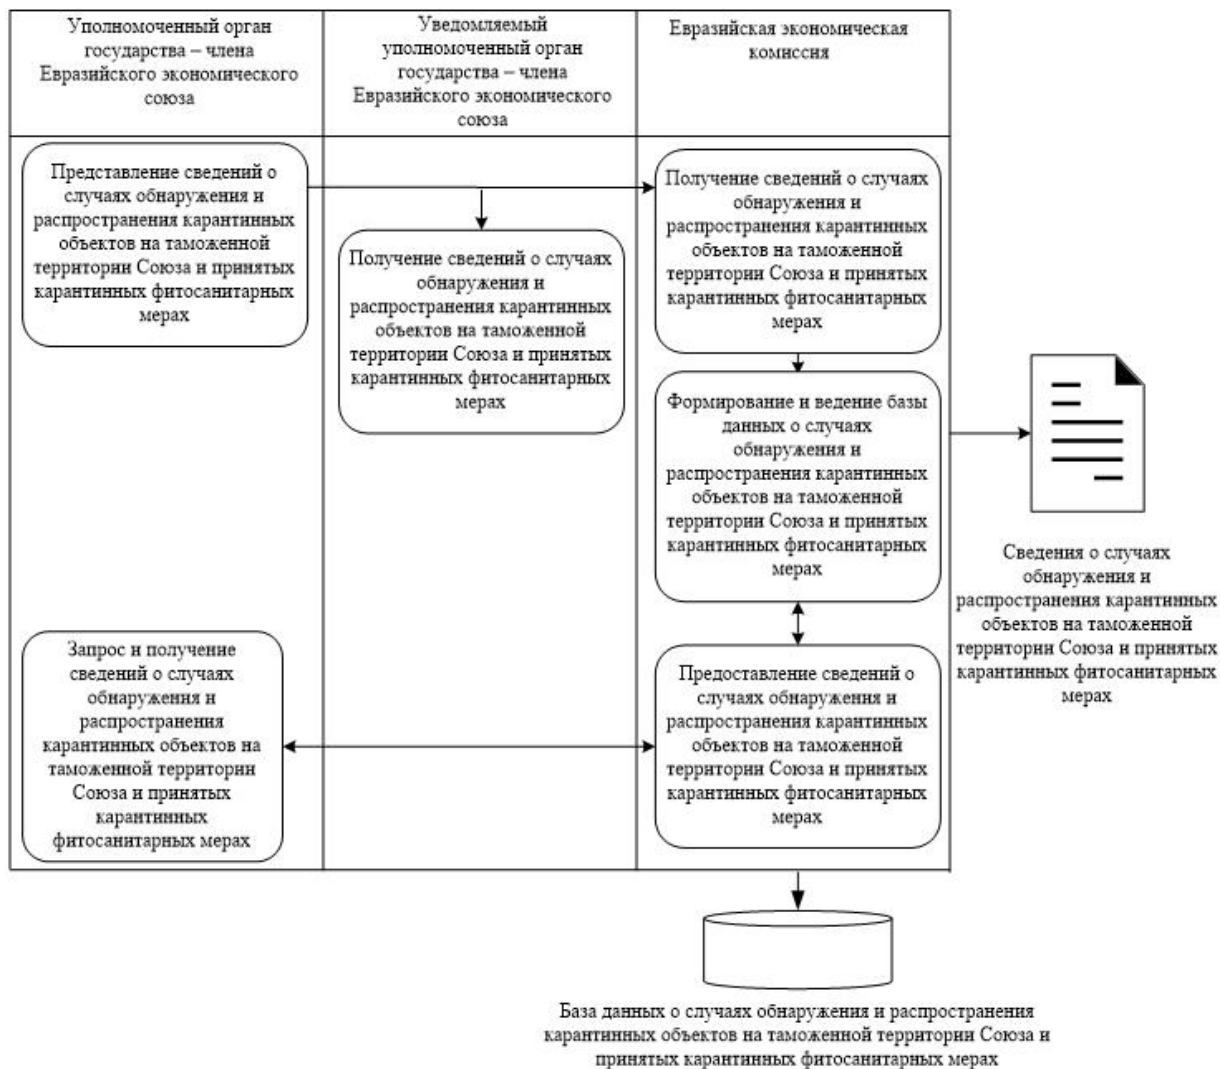 Уполномоченный орган
государства – члена
Евразийского экономического
союза
Уведомляемый
уполномоченный орган
государства – члена
Евразийского экономического
союза
Евразийская экономическая
комиссия
Представление сведений о
случаях обнаружения и
распространения карантинных
объектов на таможенной
территории Союза и принятых
карантинных фитосанитарных
мерах
Получение сведений о случаях
обнаружения и
распространения карантинных
объектов на таможенной
территории Союза и принятых
карантинных фитосанитарных
мерах
Получение сведений о случаях
обнаружения и
распространения карантинных
объектов на таможенной
территории Союза и принятых
карантинных фитосанитарных
мерах
Формирование и ведение базы
данных о случаях
обнаружения и
распространения карантинных
объектов на таможенной
территории Союза и принятых
карантинных фитосанитарных
мерах
Сведения о случаях
обнаружения и
распространения карантинных
объектов на таможенной
территории Союза и принятых
карантинных фитосанитарных
мерах
Запрос и получение
сведений о случаях
обнаружения и
распространения
карантинных объектов на
таможенной территории
Союза и принятых
карантинных
фитосанитарных мерах
Предоставление сведений о
случаях обнаружения и
распространения карантинных
объектов на таможенной
территории Союза и принятых
карантинных фитосанитарных
мерах
База данных о случаях обнаружения и распространения
карантинных объектов на таможенной территории Союза и
принятых карантинных фитосанитарных мерах